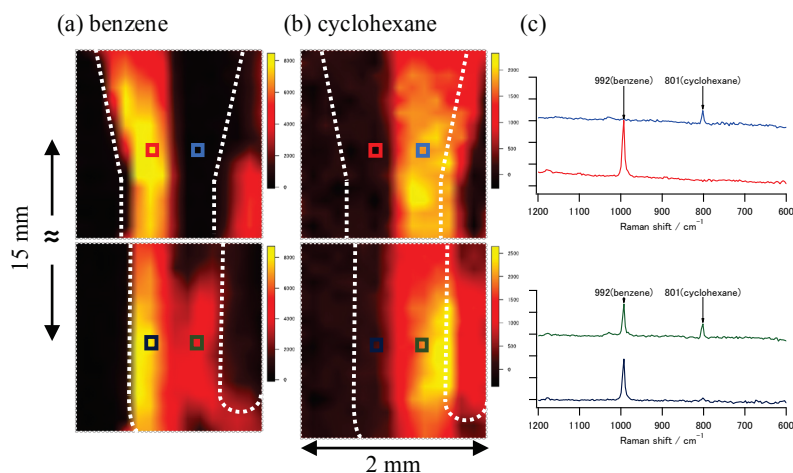 (a) benzene
(b) cyclohexane
(c)
8000
6000
4000
2000
0
2000
1500
1000
500
0
992(benzene) 801(cyclohexane)
1200 1100 1000 900 800 700 600
Raman shift / cm⁻¹
15 mm
≈
8000
6000
4000
2000
0
2500
2000
1500
1000
500
0
992(benzene) 801(cyclohexane)
1200 1100 1000 900 800 700 600
Raman shift / cm⁻¹
2 mm